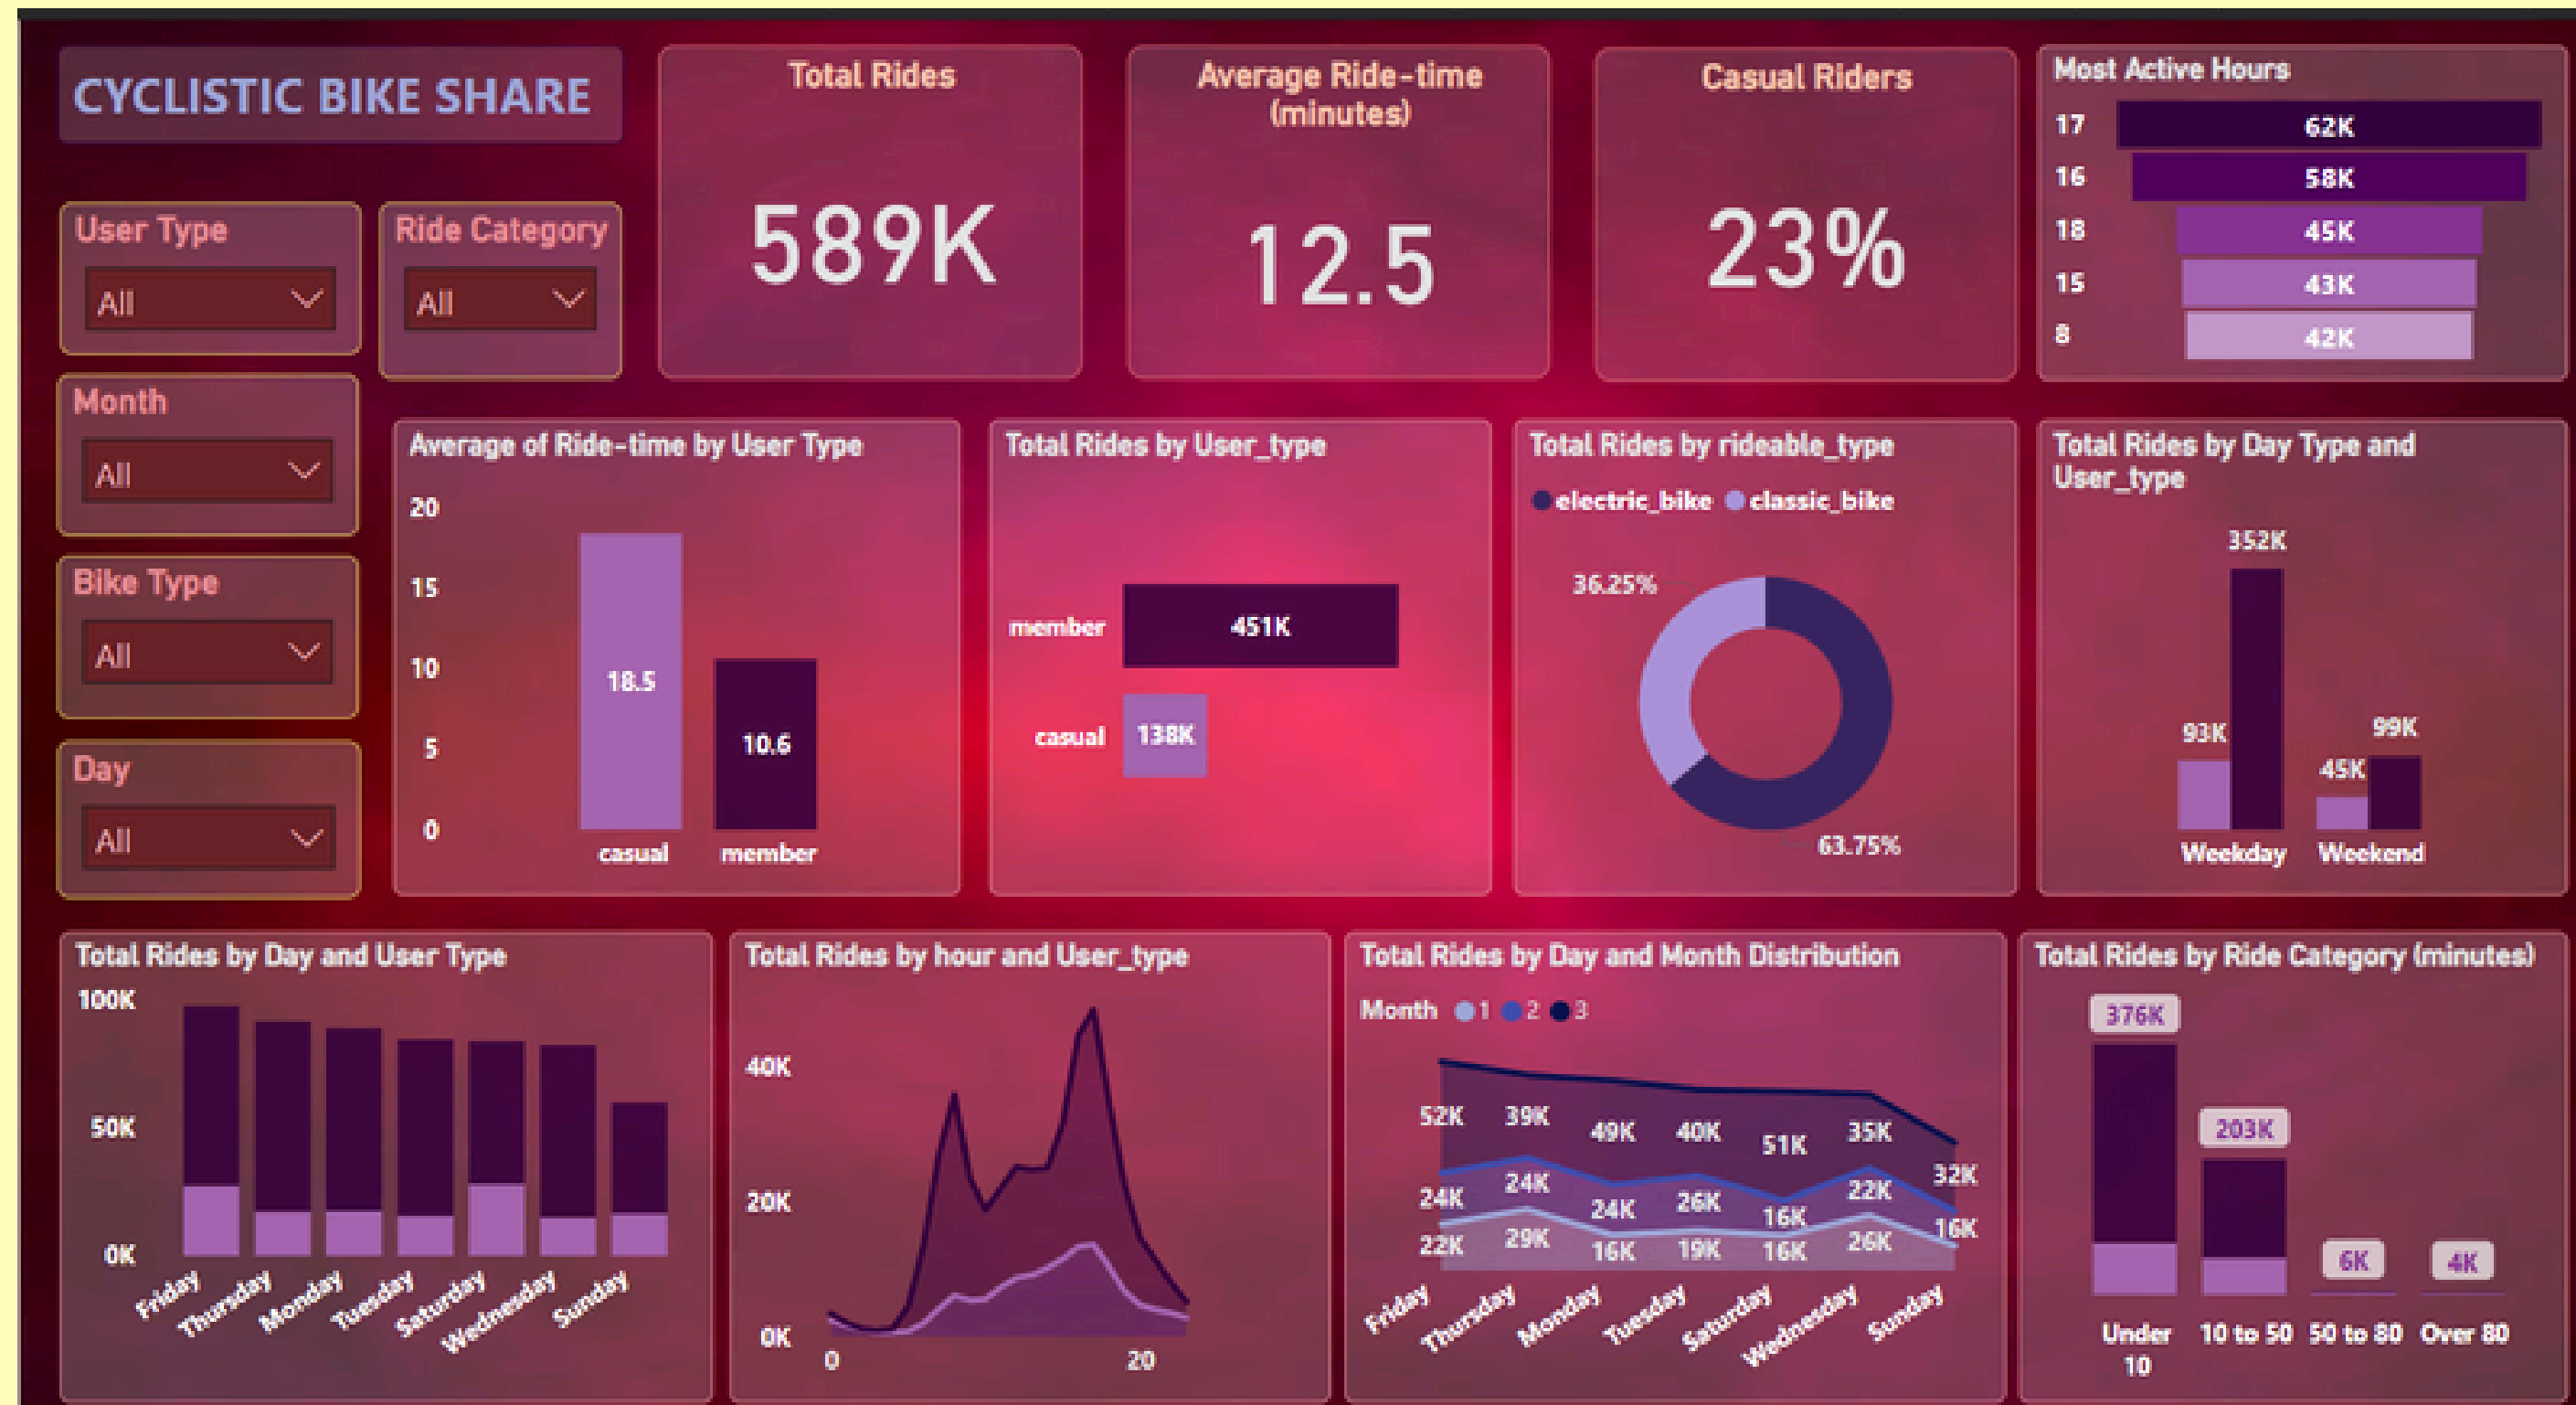 CYCLISTIC BIKE SHARE
Total Rides
589K
Average Ride-time
(minutes)
12.5
Casual Riders
23%
Most Active Hours
17
62K
16
58K
18
45K
15
43K
8
42K
User Type
All
Ride Category
All
Month
All
Bike Type
All
Day
All
Average of Ride-time by User Type
20
15
10
5
0
18.5
10.6
casual
member
Total Rides by User_type
member
451K
casual
138K
Total Rides by rideable_type
electric_bike
classic_bike
36.25%
63.75%
Total Rides by Day Type and
User_type
352K
93K
99K
45K
Weekday
Weekend
Total Rides by Day and User Type
100K
50K
0K
Friday
Thursday
Monday
Tuesday
Saturday
Wednesday
Sunday
Total Rides by hour and User_type
40K
20K
0K
0
20
Total Rides by Day and Month Distribution
Month 1 2 3
52K
39K
49K
40K
51K
35K
32K
24K
24K
24K
26K
16K
22K
16K
22K
29K
16K
19K
16K
26K
Friday
Thursday
Monday
Tuesday
Saturday
Wednesday
Sunday
Total Rides by Ride Category (minutes)
376K
203K
6K
4K
Under
10
10 to 50
50 to 80
Over 80